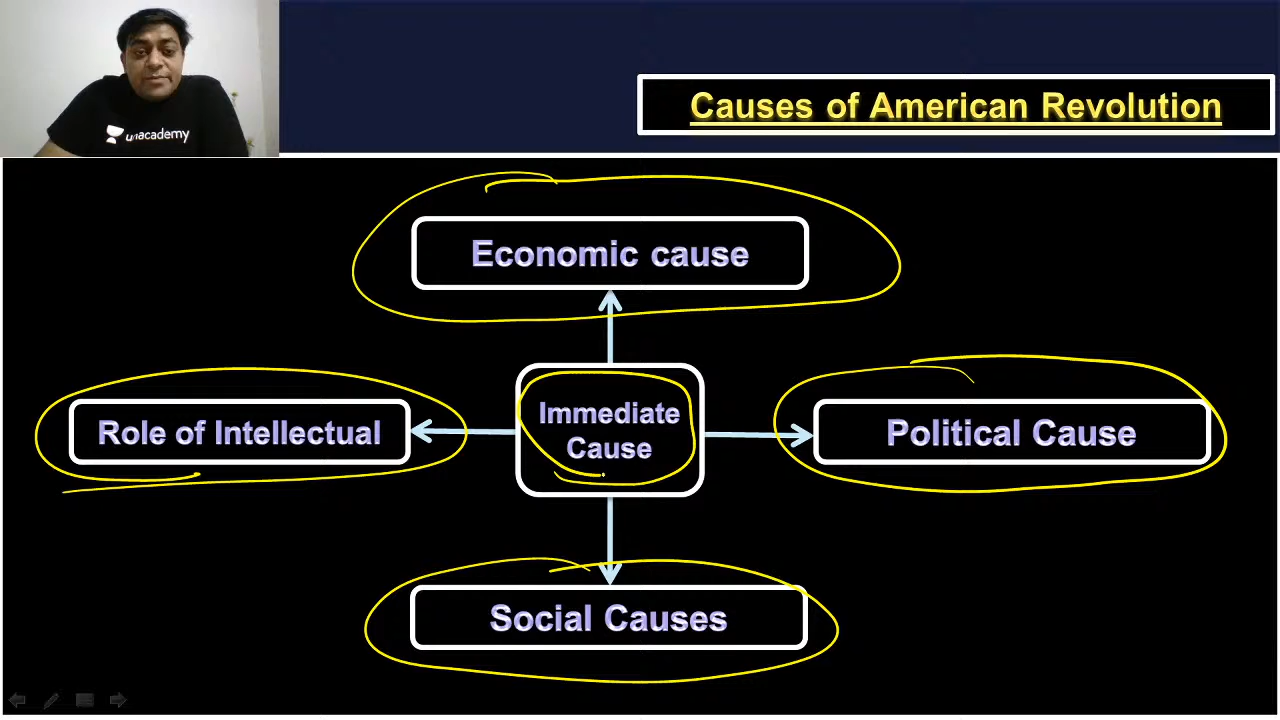 unacademy
Causes of American Revolution
Economic cause
Role of Intellectual
Immediate
Cause
Political Cause
Social Causes